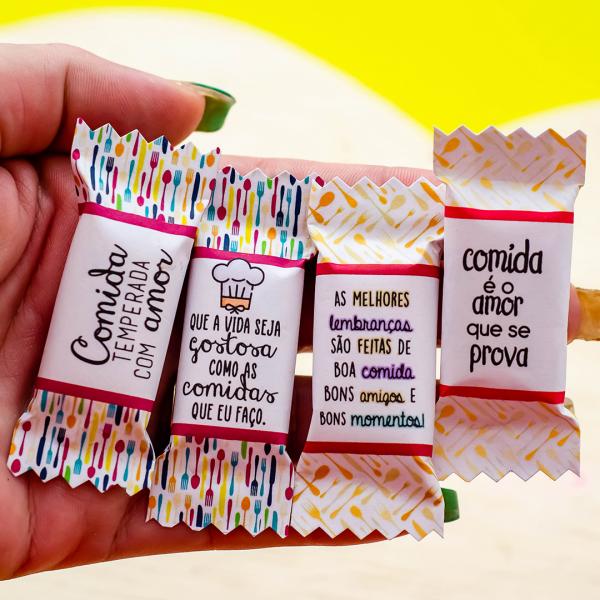 Comida
TEMPERADA
COM amor
QUE A VIDA SEJA
gostosa
COMO AS
comidas
QUE EU FAÇO.
AS MELHORES
lembranças
SÃO FEITAS DE
BOA comida
BONS amigos E
BONS momentos!
comida
é o
amor
que se
prova